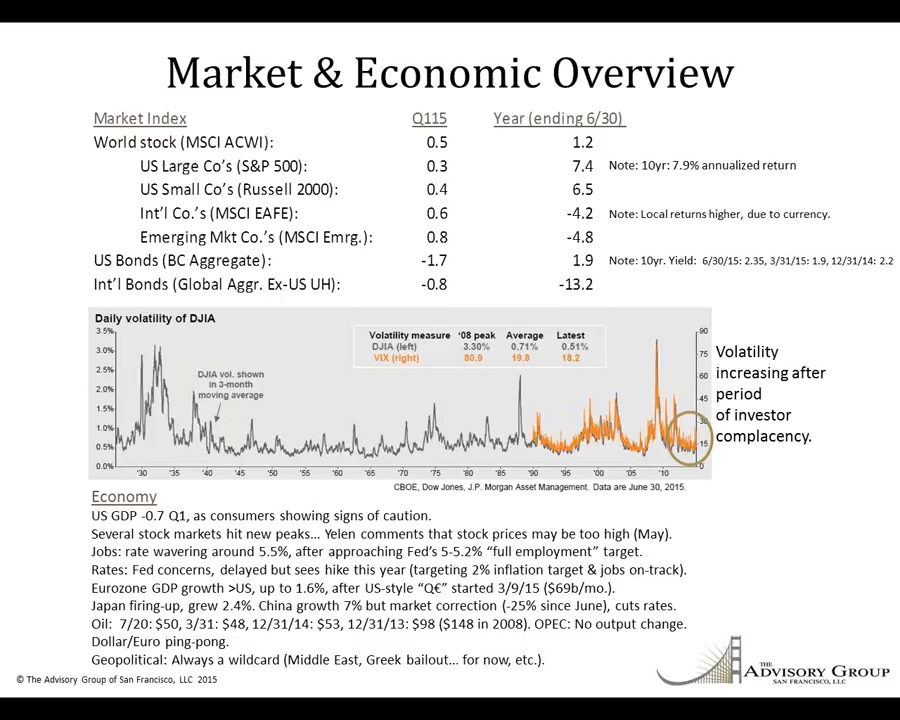 Market & Economic Overview
Market Index Q115 Year (ending 6/30)
World stock (MSCI ACWI): 0.5 1.2
US Large Co's (S&P 500): 0.3 7.4 Note: 10yr: 7.9% annualized return
US Small Co's (Russell 2000): 0.4 6.5
Int'l Co.'s (MSCI EAFE): 0.6 -4.2 Note: Local returns higher, due to currency.
Emerging Mkt Co.'s (MSCI Emrg.): 0.8 -4.8
US Bonds (BC Aggregate): -1.7 1.9 Note: 10yr. Yield: 6/30/15: 2.35, 3/31/15: 1.9, 12/31/14: 2.2
Int'l Bonds (Global Aggr. Ex-US UH): -0.8 -13.2
Daily volatility of DJIA
3.5% 90
Volatility measure '08 peak Average Latest
DJIA (left) 3.30% 0.71% 0.51%
VIX (right) 80.9 19.8 18.2
3.0% 75
2.5% 60
2.0% 45
1.5% 30
1.0% 15
0.5% 0
0.0%
DJIA vol. shown
in 3-month
moving average
'30 '35 '40 '45 '50 '55 '60 '65 '70 '75 '80 '85 '90 '95 '00 '05 '10
CBOE, Dow Jones, J.P. Morgan Asset Management. Data are June 30, 2015.
Volatility
increasing after
period
of investor
complacency.
Economy
US GDP -0.7 Q1, as consumers showing signs of caution.
Several stock markets hit new peaks... Yelen comments that stock prices may be too high (May).
Jobs: rate wavering around 5.5%, after approaching Fed's 5-5.2% "full employment" target.
Rates: Fed concerns, delayed but sees hike this year (targeting 2% inflation target & jobs on-track).
Eurozone GDP growth >US, up to 1.6%, after US-style "Q€" started 3/9/15 ($69b/mo.).
Japan firing-up, grew 2.4%. China growth 7% but market correction (-25% since June), cuts rates.
Oil: 7/20: $50, 3/31: $48, 12/31/14: $53, 12/31/13: $98 ($148 in 2008). OPEC: No output change.
Dollar/Euro ping-pong.
Geopolitical: Always a wildcard (Middle East, Greek bailout... for now, etc.).
© The Advisory Group of San Francisco, LLC 2015
THE ADVISORY GROUP
SAN FRANCISCO, LLC